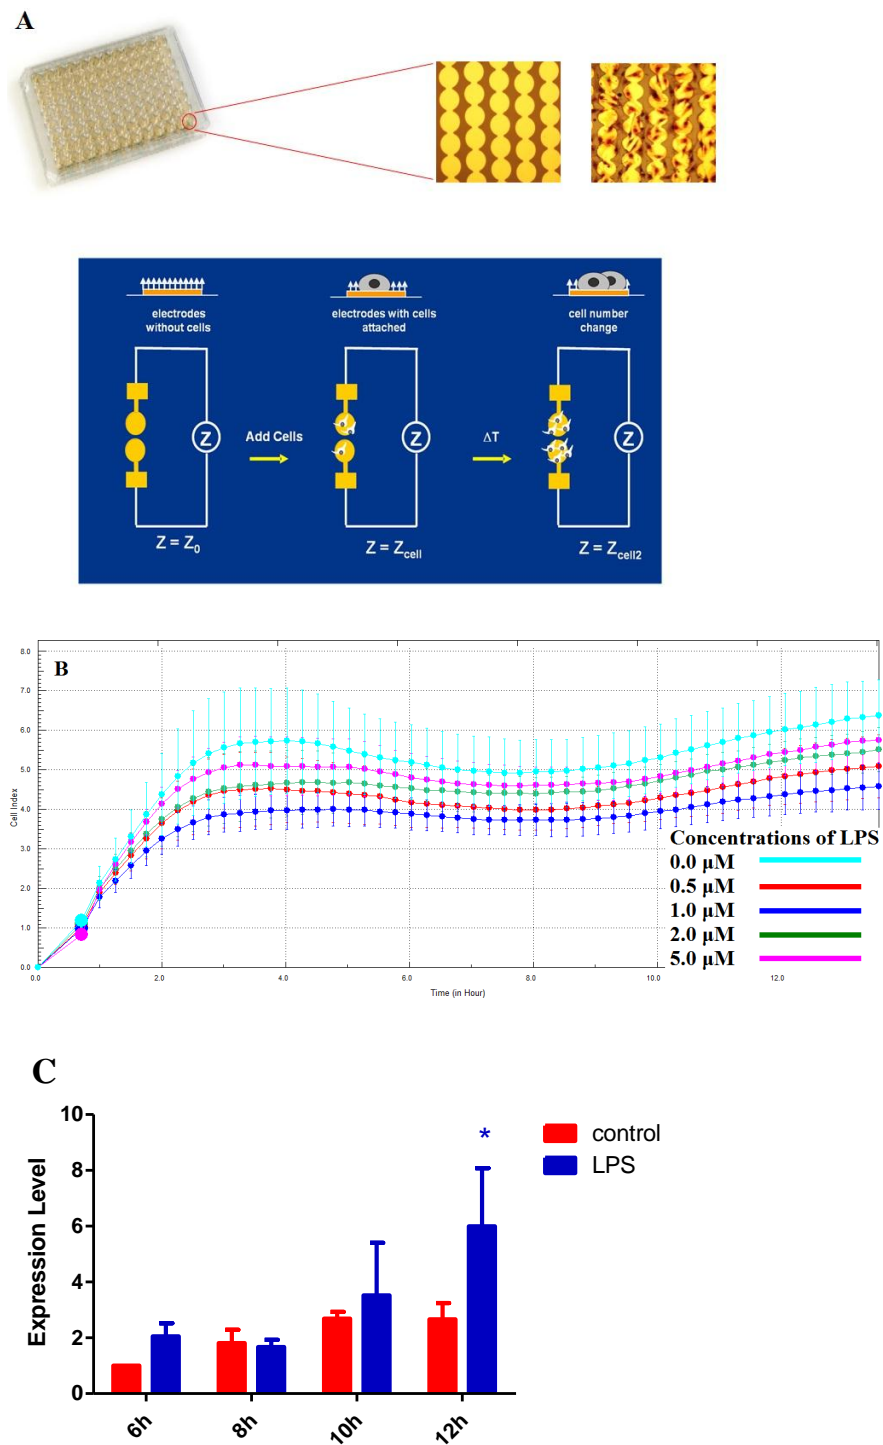 A
electrodes
without cells
electrodes with cells
attached
cell number
change
Z
Add Cells
Z
ΔT
Z
Z = Z0
Z = Zcell
Z = Zcell2
B
8.0
7.0
6.0
5.0
4.0
3.0
2.0
1.0
0.0
Cell Index
0.0 2.0 4.0 6.0 8.0 10.0 12.0
Time (in Hour)
Concentrations of LPS
0.0 µM
0.5 µM
1.0 µM
2.0 µM
5.0 µM
C
10
8
6
4
2
0
Expression Level
*
control
LPS
6h 8h 10h 12h